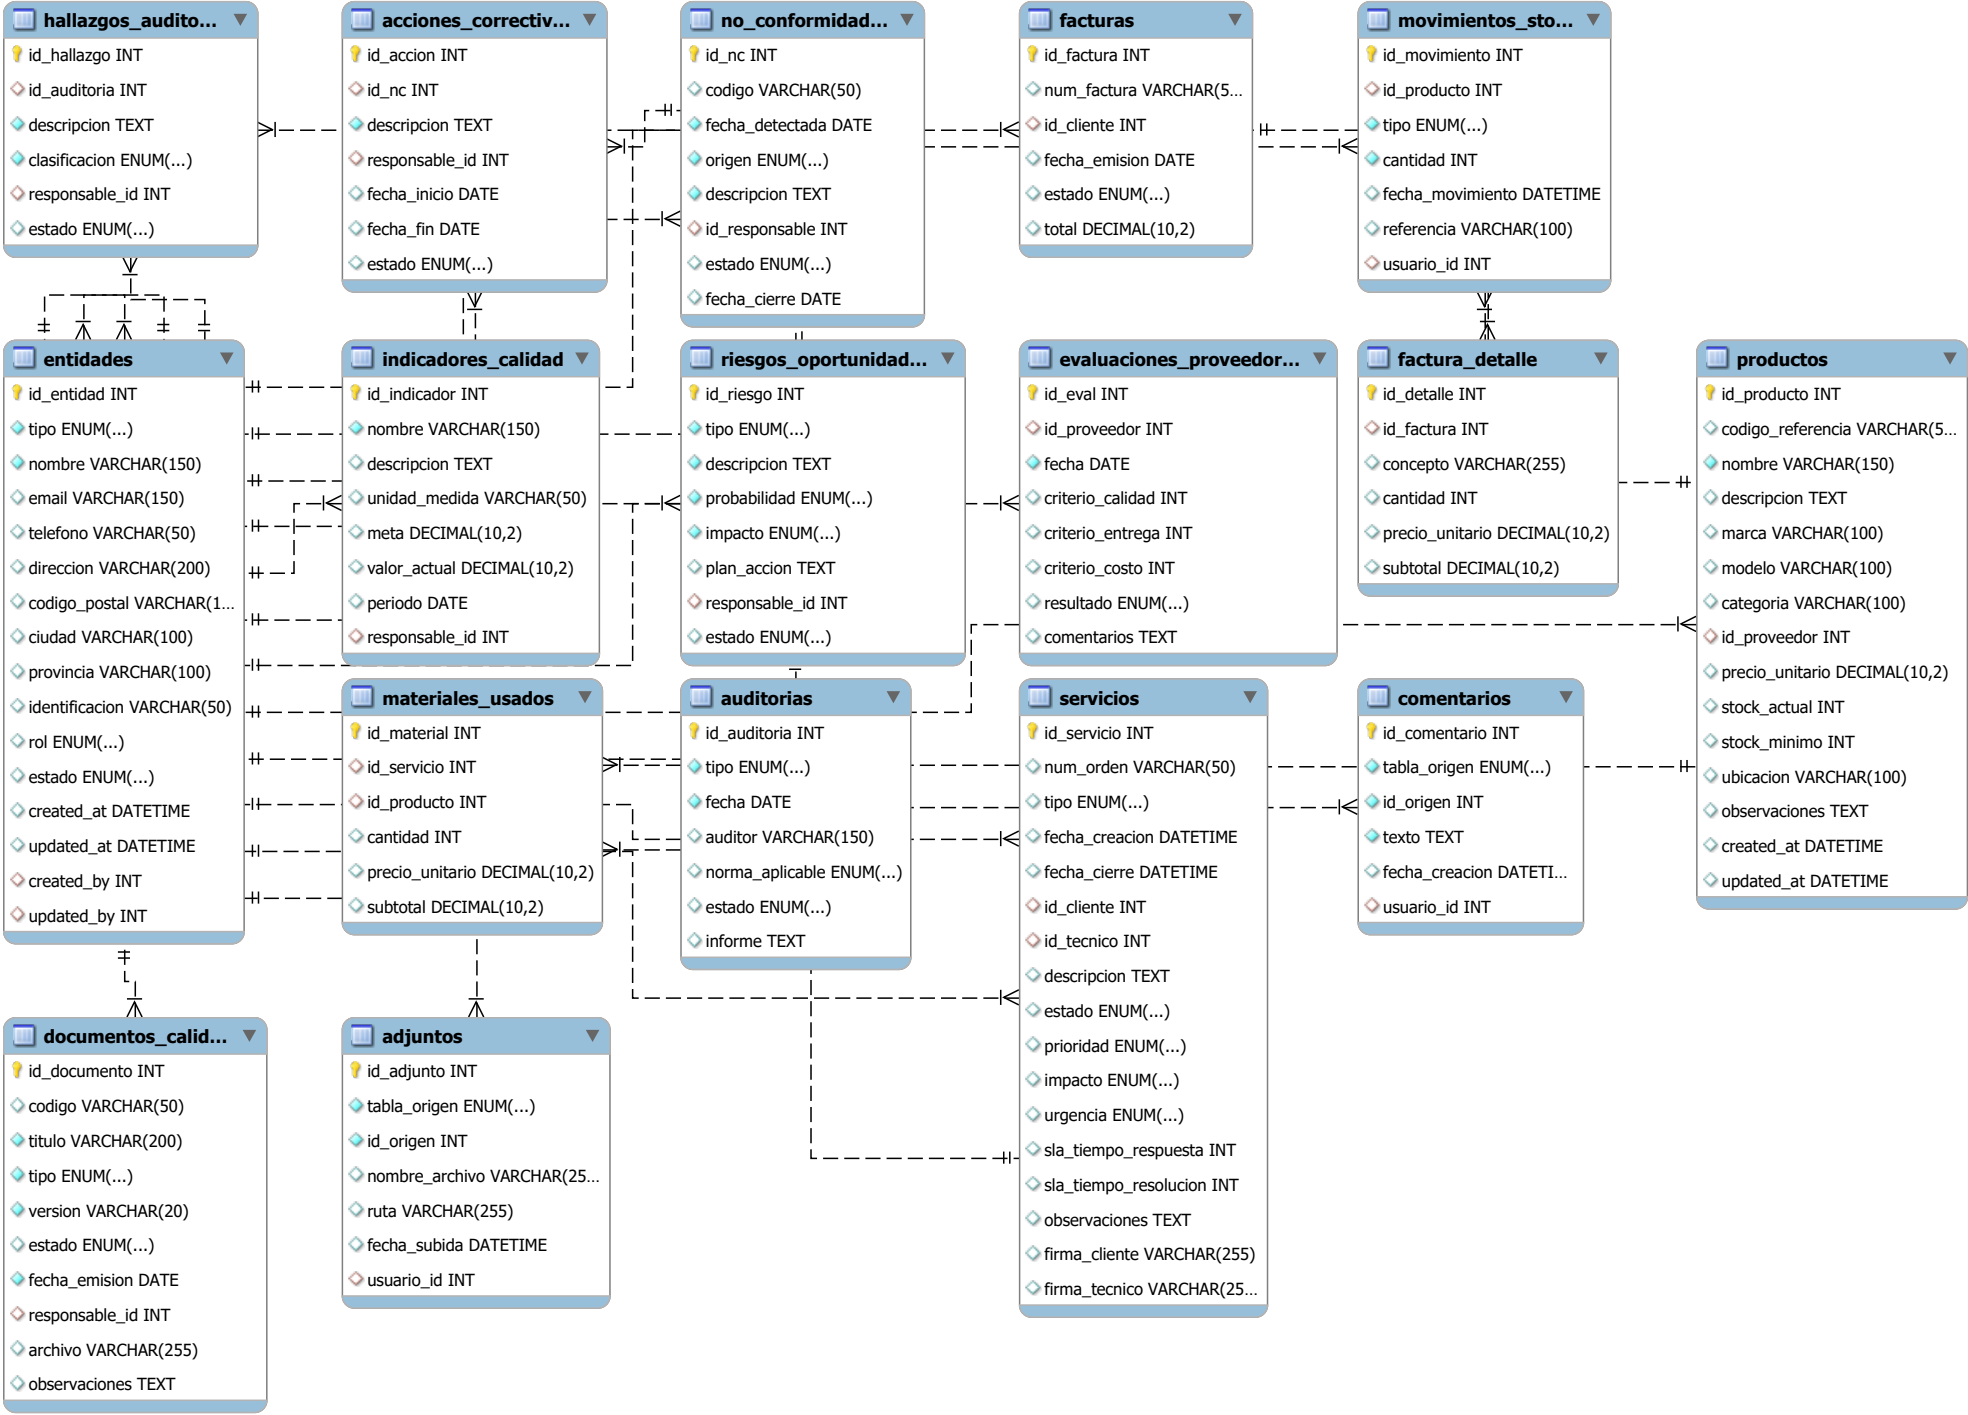 hallazgos_audito...
id_hallazgo INT
id_auditoria INT
descripcion TEXT
clasificacion ENUM(...)
responsable_id INT
estado ENUM(...)
acciones_correctiv...
id_accion INT
id_nc INT
descripcion TEXT
responsable_id INT
fecha_inicio DATE
fecha_fin DATE
estado ENUM(...)
no_conformidad...
id_nc INT
codigo VARCHAR(50)
fecha_detectada DATE
origen ENUM(...)
descripcion TEXT
id_responsable INT
estado ENUM(...)
fecha_cierre DATE
facturas
id_factura INT
num_factura VARCHAR(5...
id_cliente INT
fecha_emision DATE
estado ENUM(...)
total DECIMAL(10,2)
movimientos_sto...
id_movimiento INT
id_producto INT
tipo ENUM(...)
cantidad INT
fecha_movimiento DATETIME
referencia VARCHAR(100)
usuario_id INT
entidades
id_entidad INT
tipo ENUM(...)
nombre VARCHAR(150)
email VARCHAR(150)
telefono VARCHAR(50)
direccion VARCHAR(200)
codigo_postal VARCHAR(1...
ciudad VARCHAR(100)
provincia VARCHAR(100)
identificacion VARCHAR(50)
rol ENUM(...)
estado ENUM(...)
created_at DATETIME
updated_at DATETIME
created_by INT
updated_by INT
indicadores_calidad
id_indicador INT
nombre VARCHAR(150)
descripcion TEXT
unidad_medida VARCHAR(50)
meta DECIMAL(10,2)
valor_actual DECIMAL(10,2)
periodo DATE
responsable_id INT
riesgos_oportunidad...
id_riesgo INT
tipo ENUM(...)
descripcion TEXT
probabilidad ENUM(...)
impacto ENUM(...)
plan_accion TEXT
responsable_id INT
estado ENUM(...)
evaluaciones_proveedor...
id_eval INT
id_proveedor INT
fecha DATE
criterio_calidad INT
criterio_entrega INT
criterio_costo INT
resultado ENUM(...)
comentarios TEXT
factura_detalle
id_detalle INT
id_factura INT
concepto VARCHAR(255)
cantidad INT
precio_unitario DECIMAL(10,2)
subtotal DECIMAL(10,2)
productos
id_producto INT
codigo_referencia VARCHAR(5...
nombre VARCHAR(150)
descripcion TEXT
marca VARCHAR(100)
modelo VARCHAR(100)
categoria VARCHAR(100)
id_proveedor INT
precio_unitario DECIMAL(10,2)
stock_actual INT
stock_minimo INT
ubicacion VARCHAR(100)
observaciones TEXT
created_at DATETIME
updated_at DATETIME
materiales_usados
id_material INT
id_servicio INT
id_producto INT
cantidad INT
precio_unitario DECIMAL(10,2)
subtotal DECIMAL(10,2)
auditorias
id_auditoria INT
tipo ENUM(...)
fecha DATE
auditor VARCHAR(150)
norma_aplicable ENUM(...)
estado ENUM(...)
informe TEXT
servicios
id_servicio INT
num_orden VARCHAR(50)
tipo ENUM(...)
fecha_creacion DATETIME
fecha_cierre DATETIME
id_cliente INT
id_tecnico INT
descripcion TEXT
estado ENUM(...)
prioridad ENUM(...)
impacto ENUM(...)
urgencia ENUM(...)
sla_tiempo_respuesta INT
sla_tiempo_resolucion INT
observaciones TEXT
firma_cliente VARCHAR(255)
firma_tecnico VARCHAR(25...
comentarios
id_comentario INT
tabla_origen ENUM(...)
id_origen INT
texto TEXT
fecha_creacion DATETI...
usuario_id INT
documentos_calid...
id_documento INT
codigo VARCHAR(50)
titulo VARCHAR(200)
tipo ENUM(...)
version VARCHAR(20)
estado ENUM(...)
fecha_emision DATE
responsable_id INT
archivo VARCHAR(255)
observaciones TEXT
adjuntos
id_adjunto INT
tabla_origen ENUM(...)
id_origen INT
nombre_archivo VARCHAR(25...
ruta VARCHAR(255)
fecha_subida DATETIME
usuario_id INT